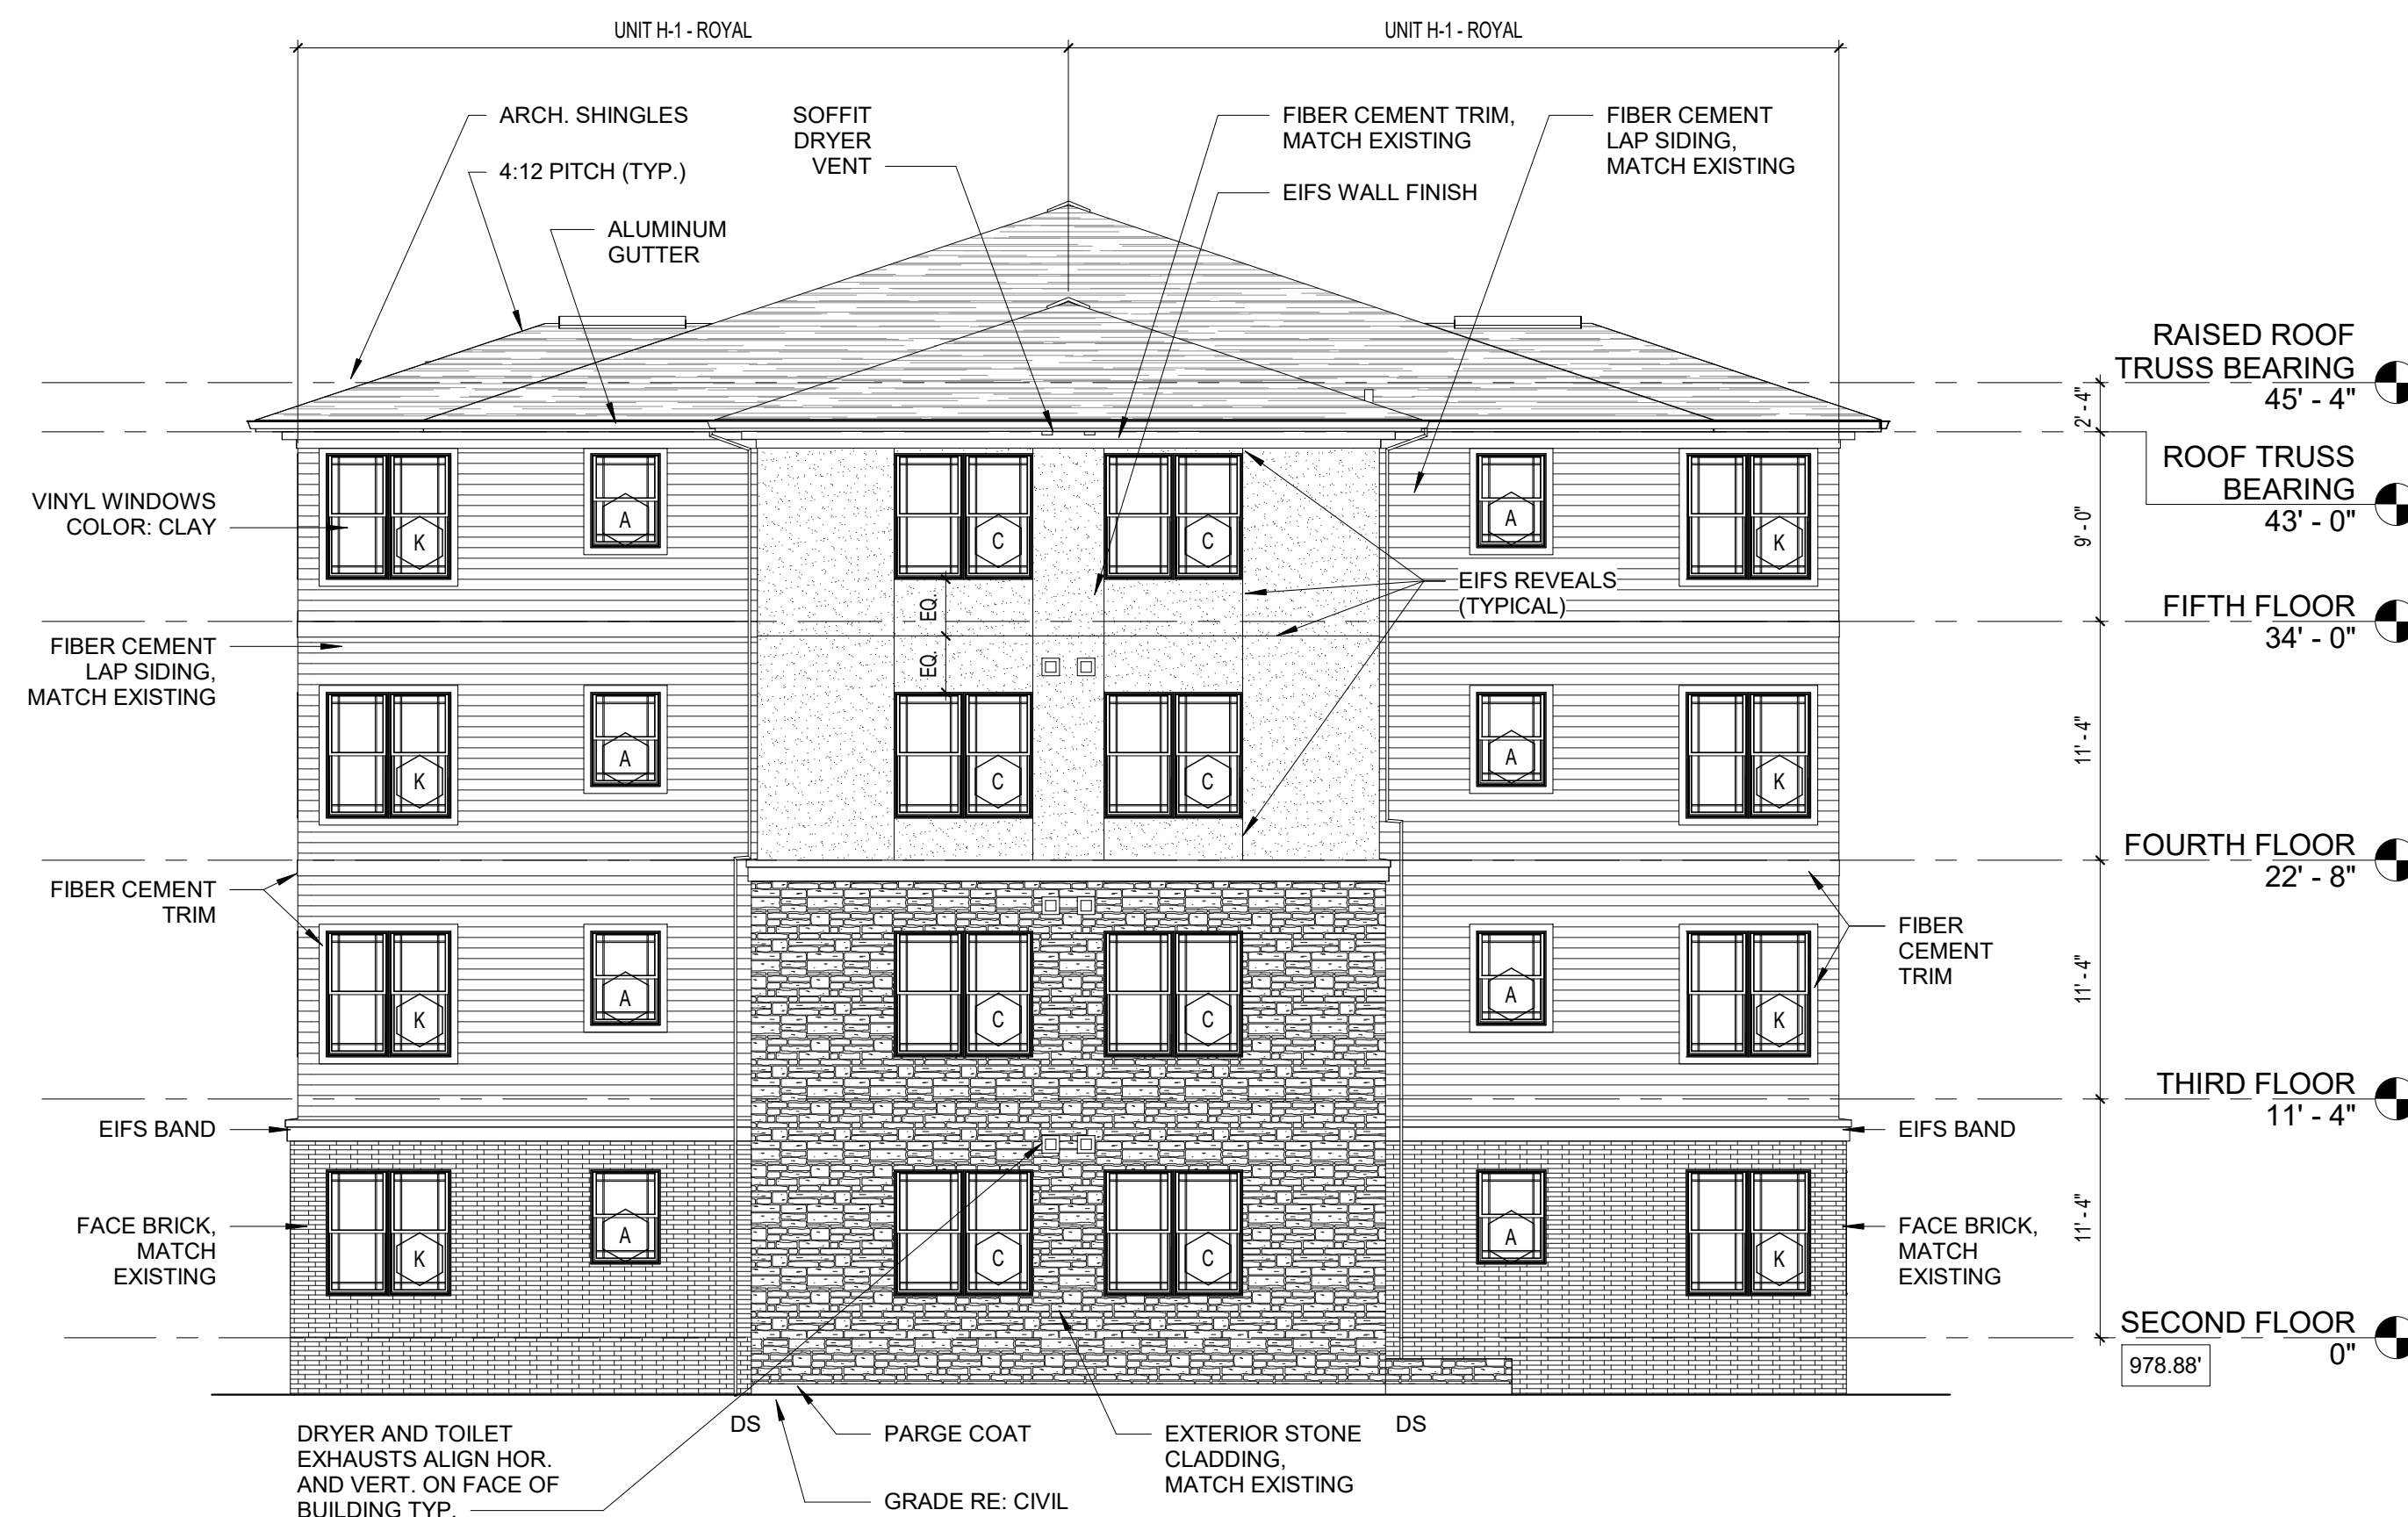 UNIT H-1 - ROYAL
UNIT H-1 - ROYAL
ARCH. SHINGLES
4:12 PITCH (TYP.)
ALUMINUM
GUTTER
SOFFIT
DRYER
VENT
FIBER CEMENT TRIM,
MATCH EXISTING
EIFS WALL FINISH
FIBER CEMENT
LAP SIDING,
MATCH EXISTING
RAISED ROOF
TRUSS BEARING
45' - 4"
2' - 4"
ROOF TRUSS
BEARING
43' - 0"
9' - 0"
VINYL WINDOWS
COLOR: CLAY
K
A
C
C
A
K
EQ.
EQ.
EIFS REVEALS
(TYPICAL)
FIFTH FLOOR
34' - 0"
FIBER CEMENT
LAP SIDING,
MATCH EXISTING
K
A
C
C
A
K
11' - 4"
FOURTH FLOOR
22' - 8"
FIBER CEMENT
TRIM
K
A
C
C
A
K
FIBER
CEMENT
TRIM
11' - 4"
THIRD FLOOR
11' - 4"
EIFS BAND
EIFS BAND
FACE BRICK,
MATCH
EXISTING
K
A
C
C
A
K
FACE BRICK,
MATCH
EXISTING
11' - 4"
SECOND FLOOR
0"
978.88'
DS
DS
DRYER AND TOILET
EXHAUSTS ALIGN HOR.
AND VERT. ON FACE OF
BUILDING TYP.
PARGE COAT
GRADE RE: CIVIL
EXTERIOR STONE
CLADDING,
MATCH EXISTING